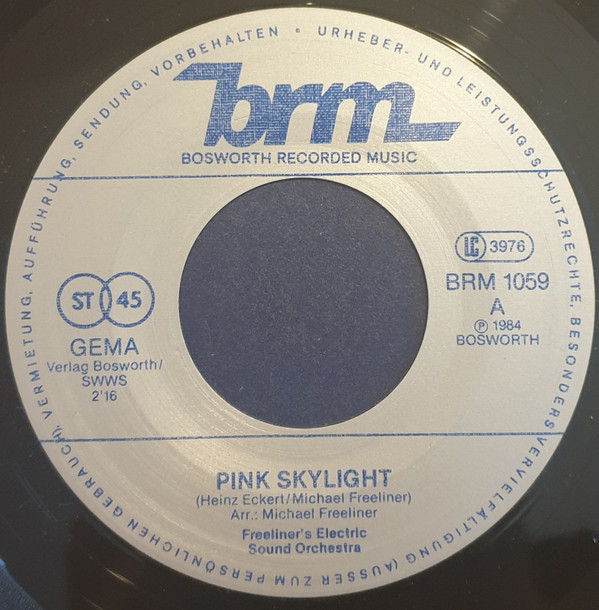 URHEBER- UND LEISTUNGSSCHUTZRECHTE, BESONDERS VERVIELFÄLTIGUNG (AUSSER ZUM PERSÖNLICHEN GEBRAUCH), VERMIETUNG, AUFFÜHRUNG, SENDUNG, VORBEHALTEN
brm
BOSWORTH RECORDED MUSIC
LC 3976
BRM 1059
A
℗ 1984
BOSWORTH
ST 45
GEMA
Verlag Bosworth/
SWWS
2'16
PINK SKYLIGHT
(Heinz Eckert/Michael Freeliner)
Arr.: Michael Freeliner
Freeliner's Electric
Sound Orchestra